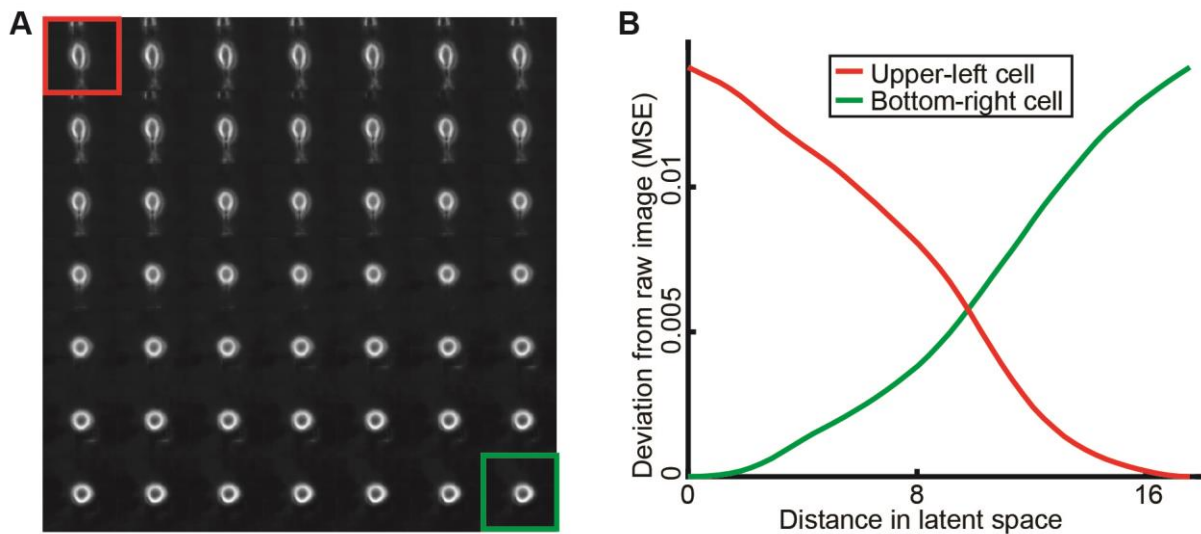 A
B
Upper-left cell
Bottom-right cell
Deviation from raw image (MSE)
0.01
0.005
0
0
8
16
Distance in latent space